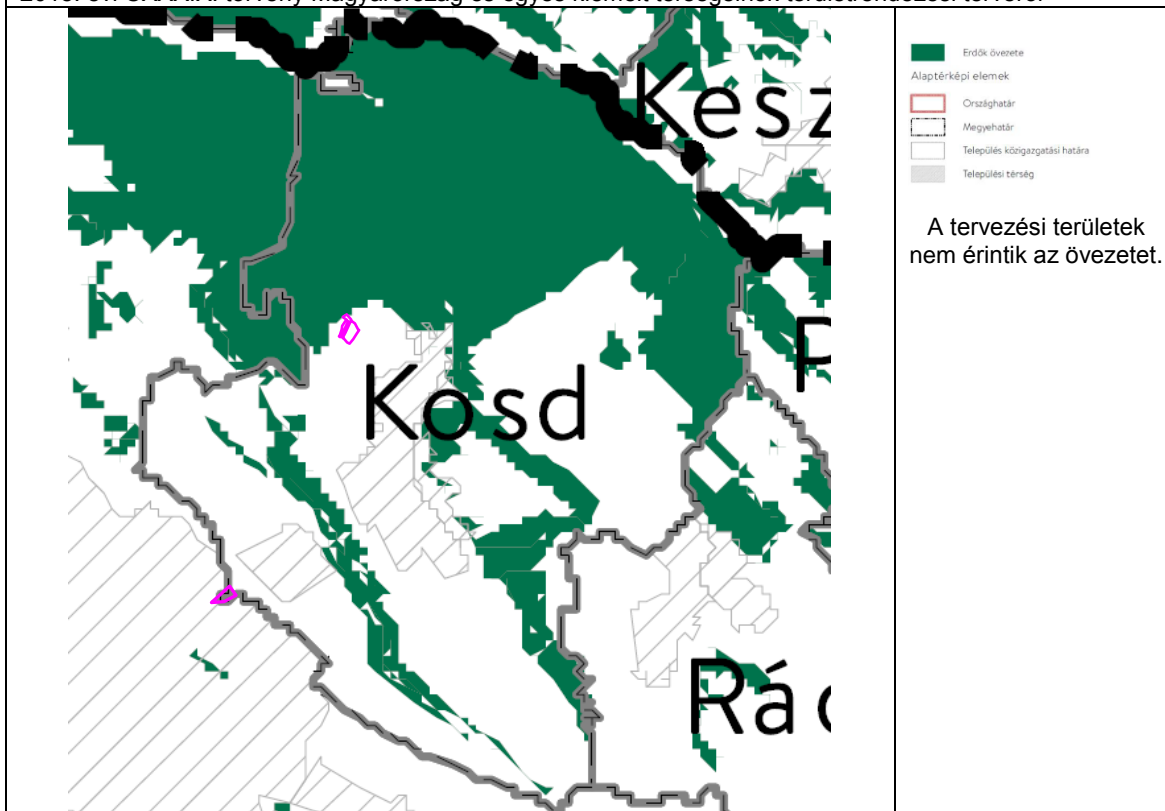 Erdők övezete
Alaptérképi elemek
Országhatár
Megyehatár
Település közigazgatási határa
Települési térség
A tervezési területek
nem érintik az övezetet.
Kesz
Kosd
P
Rác